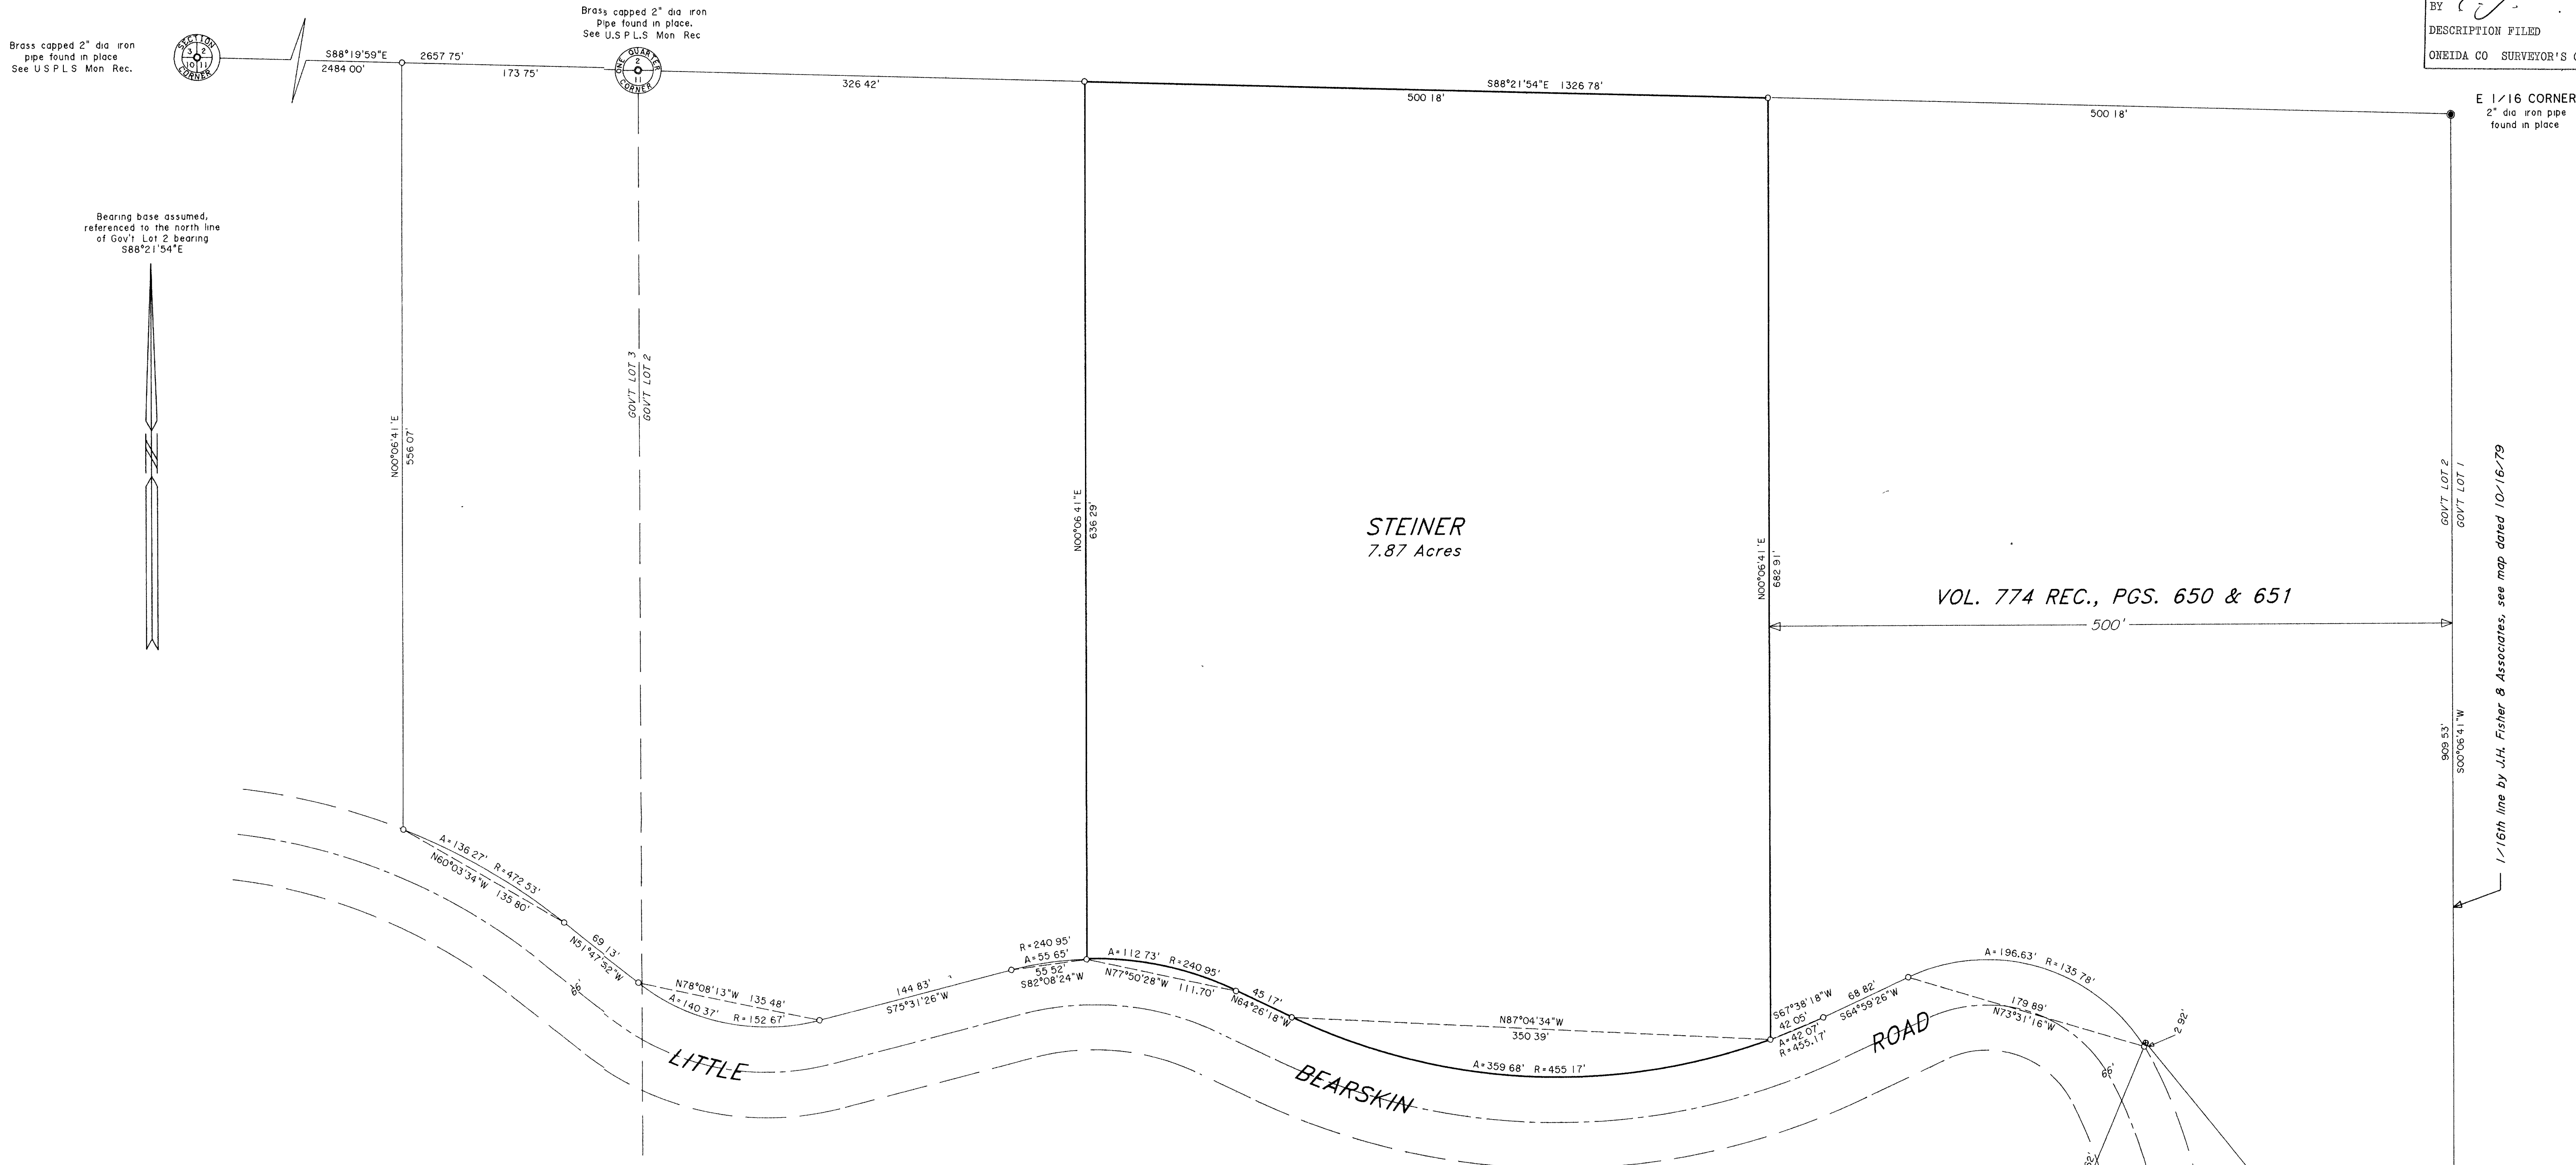 Brass capped 2" dia iron
pipe found in place
See U S P L S Mon Rec.
SECTION
3 2
10 11
CORNER
S88°19'59"E 2657 75'
2484 00'
173 75'
Brass capped 2" dia iron
Pipe found in place.
See U.S P L.S Mon Rec
ONE QUARTER
2
11
CORNER
326 42'
S88°21'54"E 1326 78'
500 18'
500 18'
BY
DESCRIPTION FILED
ONEIDA CO SURVEYOR'S
E 1/16 CORNER
2" dia iron pipe
found in place
Bearing base assumed,
referenced to the north line
of Gov't Lot 2 bearing
S88°21'54"E
N
N00°06'41'E
556 07'
GOV'T LOT 3
GOV'T LOT 2
N00°06 41"E
636 29'
STEINER
7.87 Acres
N00°06'41'E
682 91'
VOL. 774 REC., PGS. 650 & 651
500'
GOV'T LOT 2
GOV'T LOT 1
909 53'
S00°06'41"W
1/16th line by J.H. Fisher & Associates, see map dated 10/16/79
A=136 27' R=472 53'
N60°03'34"W 135 80'
69 13'
N51°47'52"W
66'
N78°08'13"W 135 48'
A=140 37' R=152 67'
144 83'
S75°31'26"W
R=240 95'
A=55 65'
55 52'
S82°08'24"W
A=112 73' R=240 95'
N77°50'28"W 111.70'
45 17'
N64°26'18"W
N87°04'34"W
350 39'
A=359 68' R=455 17'
S67°38'18"W
42 05'
A=42.07'
R=455.17'
68 82'
S64°59'26"W
A=196.63' R=135 78'
179 89'
N73°31'16"W
2 92'
66'
LITTLE
BEARSKIN
ROAD